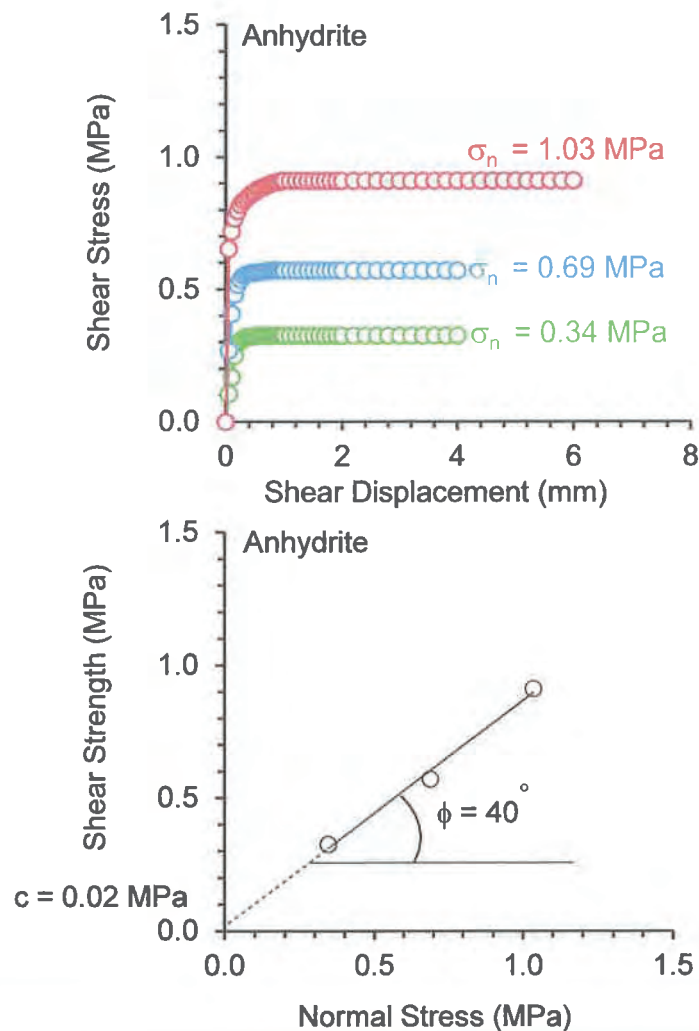 1.5
Anhydrite
σn = 1.03 MPa
1.0
Shear Stress (MPa)
σn = 0.69 MPa
0.5
σn = 0.34 MPa
0.0
0 2 4 6 8
Shear Displacement (mm)
1.5
Anhydrite
Shear Strength (MPa)
1.0
0.5
ϕ = 40°
c = 0.02 MPa
0.0
0.0 0.5 1.0 1.5
Normal Stress (MPa)